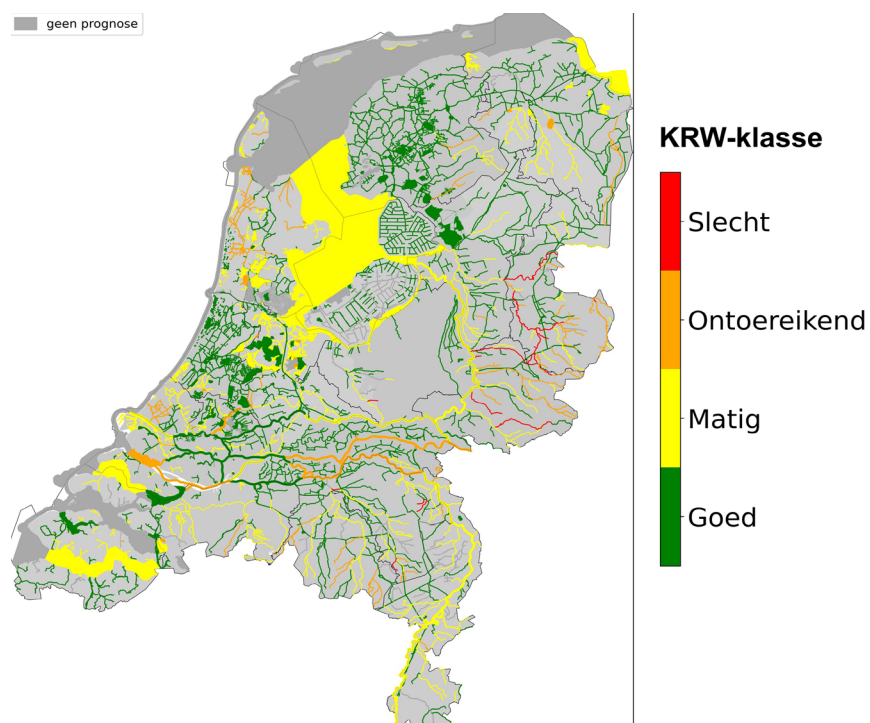 geen prognose
KRW-klasse
Slecht
Ontoereikend
Matig
Goed